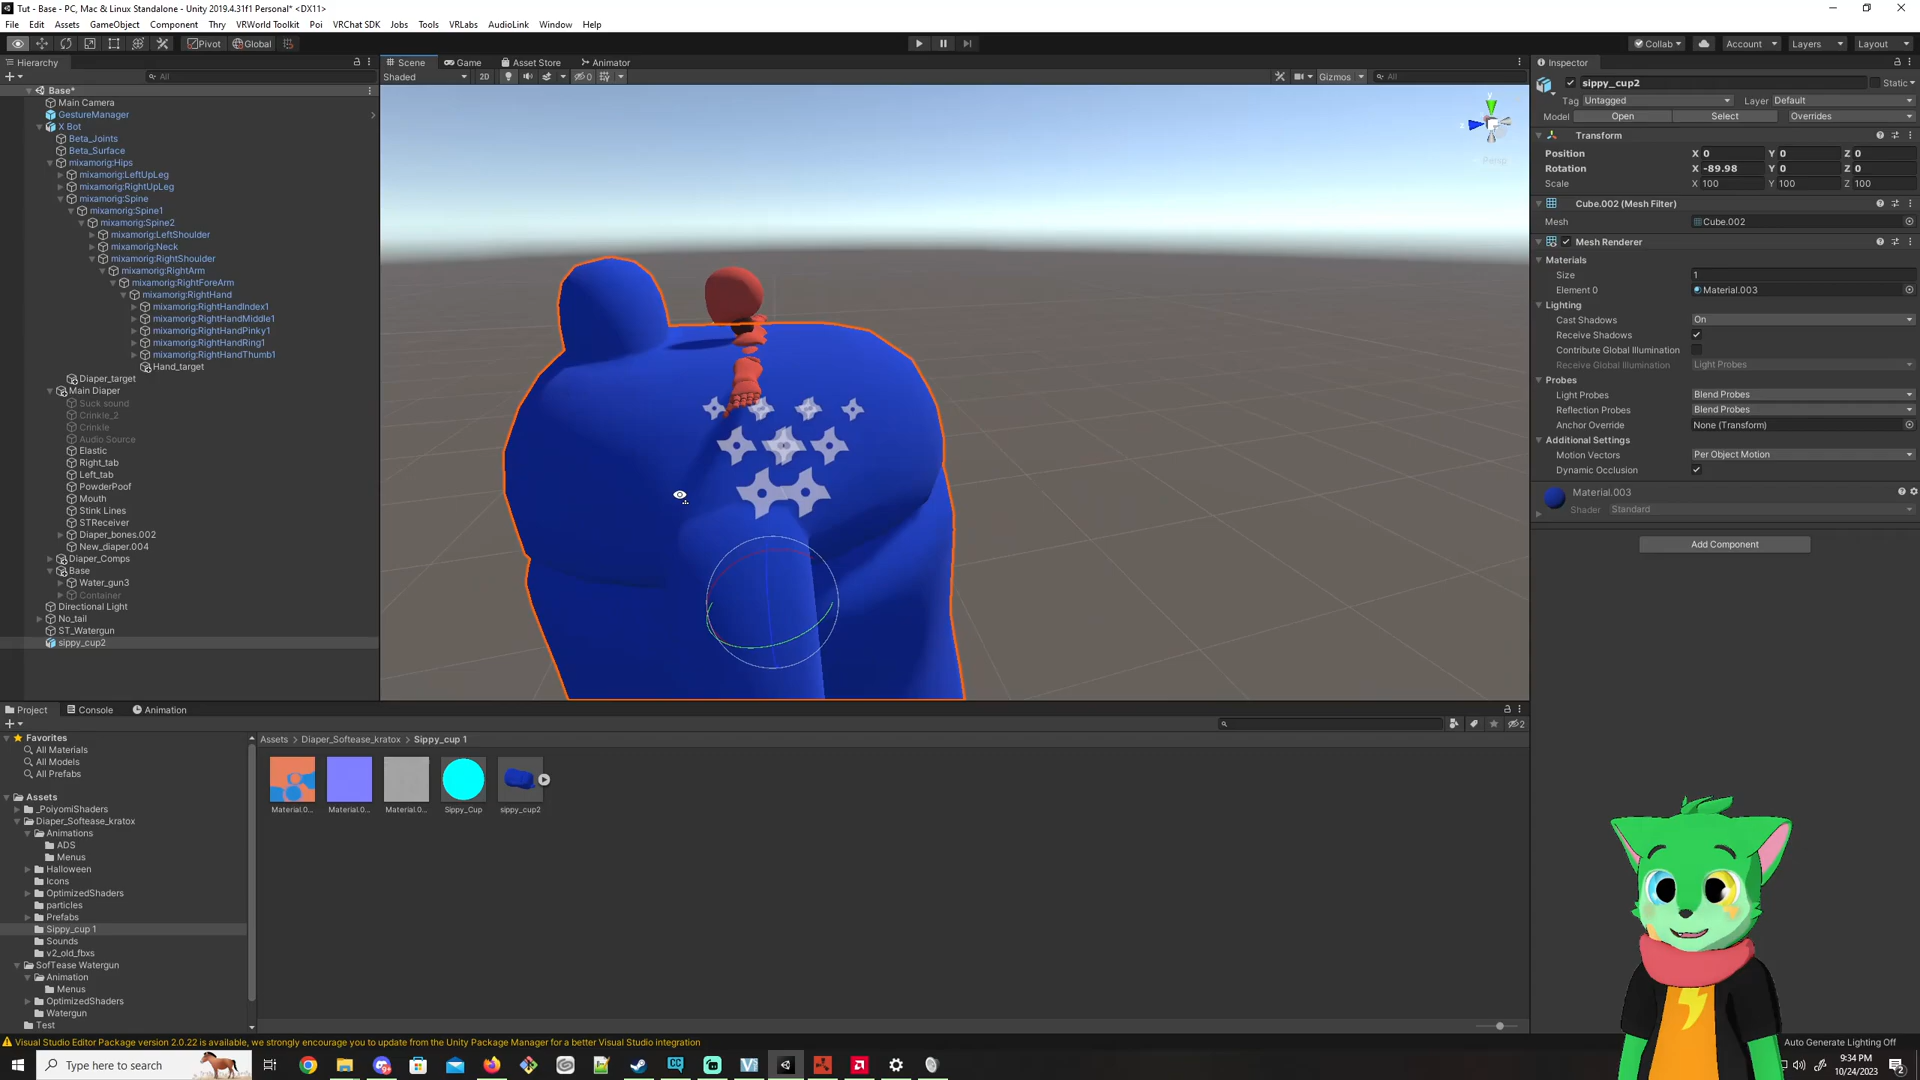 Tut - Base - PC, Mac & Linux Standalone - Unity 2019.4.31f1 Personal* <DX11>
File Edit Assets GameObject Component Thry VRWorld Toolkit Poi VRChat SDK Jobs Tools VRLabs AudioLink Window Help
Pivot Global Collab Account Layers Layout
Hierarchy
All
Base*
Main Camera
GestureManager
X Bot
Beta_Joints
Beta_Surface
mixamorig:Hips
mixamorig:LeftUpLeg
mixamorig:RightUpLeg
mixamorig:Spine
mixamorig:Spine1
mixamorig:Spine2
mixamorig:LeftShoulder
mixamorig:Neck
mixamorig:RightShoulder
mixamorig:RightArm
mixamorig:RightForeArm
mixamorig:RightHand
mixamorig:RightHandIndex1
mixamorig:RightHandMiddle1
mixamorig:RightHandPinky1
mixamorig:RightHandRing1
mixamorig:RightHandThumb1
Hand_target
Diaper_target
Main Diaper
Suck sound
Crinkle_2
Crinkle
Audio Source
Elastic
Right_tab
Left_tab
PowderPoof
Mouth
Stink Lines
STReceiver
Diaper_bones.002
New_diaper.004
Diaper_Comps
Base
Water_gun3
Container
Directional Light
No_tail
ST_Watergun
sippy_cup2
Scene Game Asset Store Animator
Shaded 2D 0 Gizmos All
y
z
Persp
Inspector
sippy_cup2 Static
Tag Untagged Layer Default
Model Open Select Overrides
Transform
Position X 0 Y 0 Z 0
Rotation X -89.98 Y 0 Z 0
Scale X 100 Y 100 Z 100
Cube.002 (Mesh Filter)
Mesh Cube.002
Mesh Renderer
Materials
Size 1
Element 0 Material.003
Lighting
Cast Shadows On
Receive Shadows
Contribute Global Illumination
Receive Global Illumination Light Probes
Probes
Light Probes Blend Probes
Reflection Probes Blend Probes
Anchor Override None (Transform)
Additional Settings
Motion Vectors Per Object Motion
Dynamic Occlusion
Material.003
Shader Standard
Add Component
Project Console Animation
2
Favorites
All Materials
All Models
All Prefabs
Assets
_PoiyomiShaders
Diaper_Softease_kratox
Animations
ADS
Menus
Halloween
Icons
OptimizedShaders
particles
Prefabs
Sippy_cup 1
Sounds
v2_old_fbxs
SofTease Watergun
Animation
Menus
OptimizedShaders
Watergun
Test
Assets Diaper_Softease_kratox Sippy_cup 1
Material.0... Material.0... Material.0... Sippy_Cup sippy_cup2
Visual Studio Editor Package version 2.0.22 is available, we strongly encourage you to update from the Unity Package Manager for a better Visual Studio integration
Auto Generate Lighting Off
Type here to search
9:34 PM
10/24/2023
2